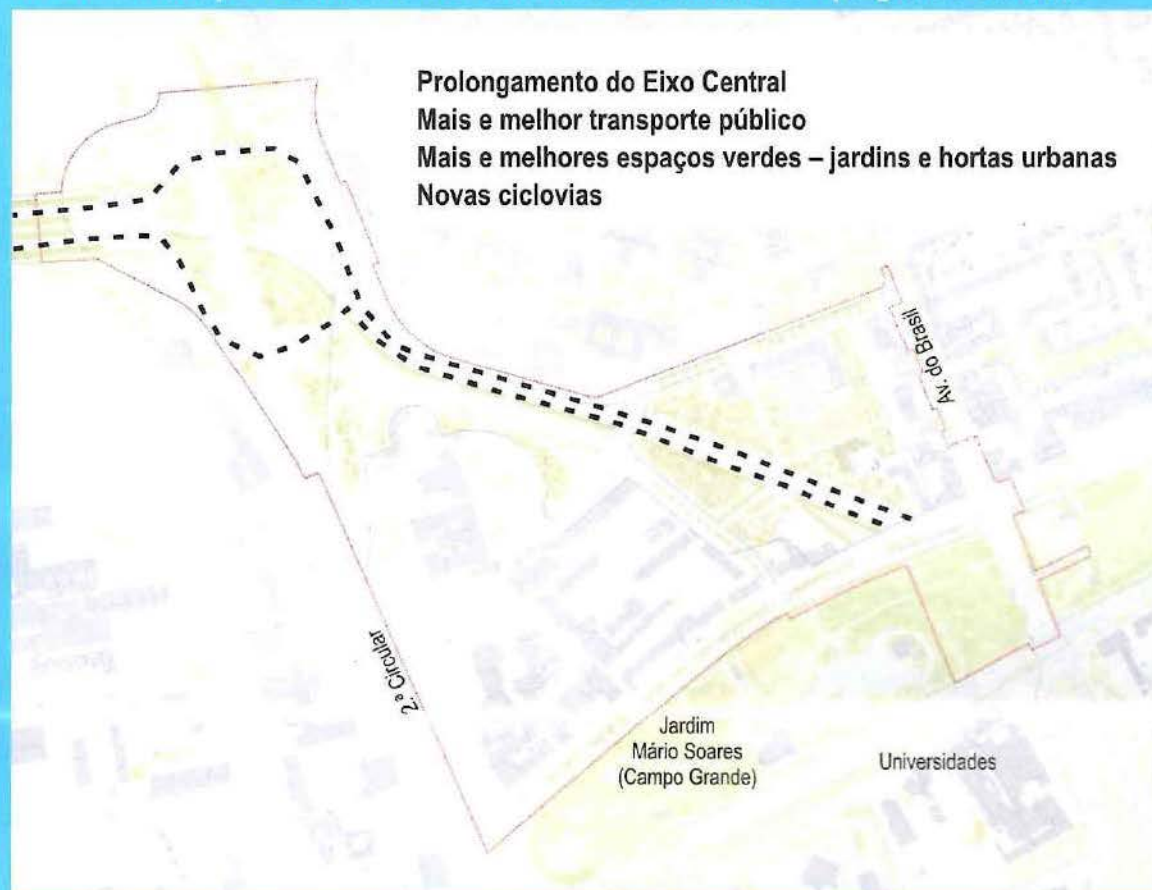 Prolongamento do Eixo Central
Mais e melhor transporte público
Mais e melhores espaços verdes – jardins e hortas urbanas
Novas ciclovias
Av. do Brasil
2.ª Circular
Jardim
Mário Soares
(Campo Grande)
Universidades